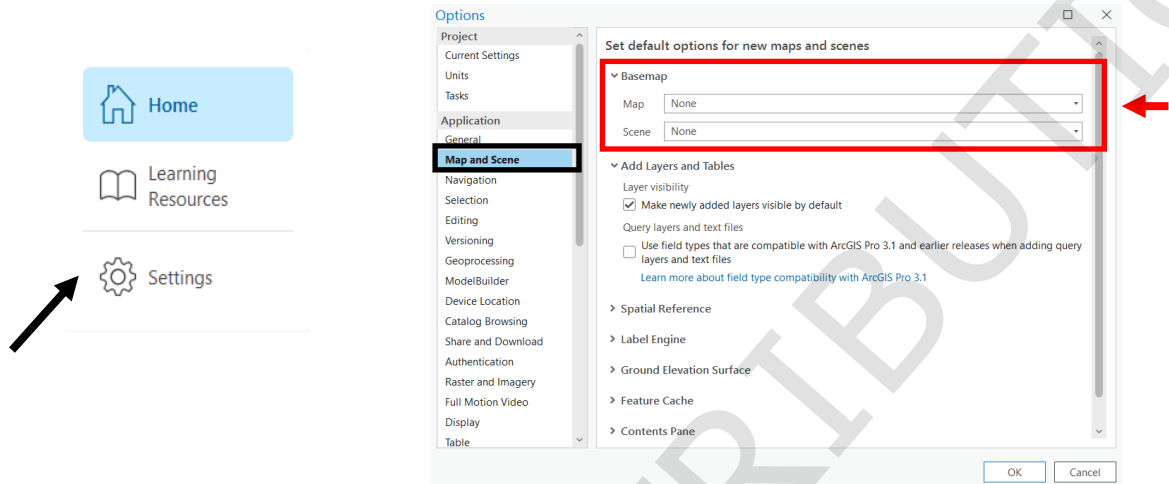 Home
Learning
Resources
Settings
Options
Project
Current Settings
Units
Tasks
Application
General
Map and Scene
Navigation
Selection
Editing
Versioning
Geoprocessing
ModelBuilder
Device Location
Catalog Browsing
Share and Download
Authentication
Raster and Imagery
Full Motion Video
Display
Table
Set default options for new maps and scenes
Basemap
Map None
Scene None
Add Layers and Tables
Layer visibility
Make newly added layers visible by default
Query layers and text files
Use field types that are compatible with ArcGIS Pro 3.1 and earlier releases when adding query
layers and text files
Learn more about field type compatibility with ArcGIS Pro 3.1
Spatial Reference
Label Engine
Ground Elevation Surface
Feature Cache
Contents Pane
OK Cancel
RIBUTIO